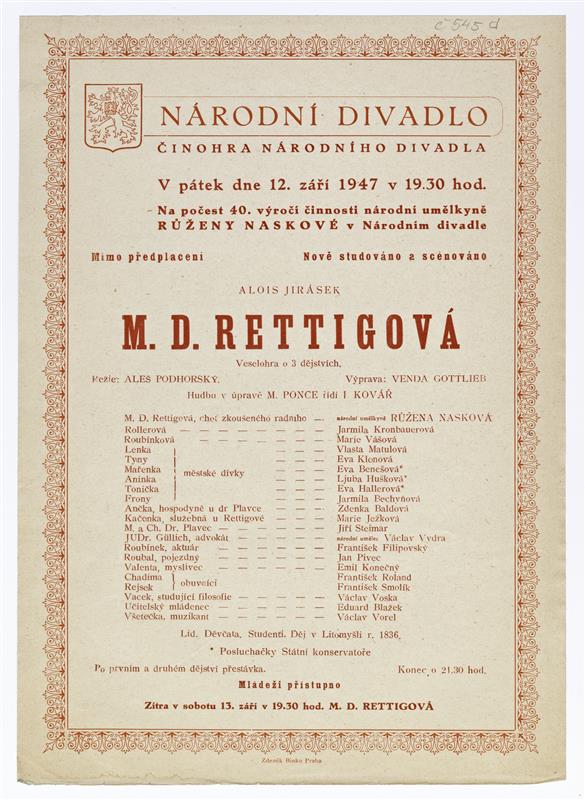 č 545 d
NÁRODNÍ DIVADLO
ČINOHRA NÁRODNÍHO DIVADLA
V pátek dne 12. září 1947 v 19.30 hod.
Na počest 40. výročí činnosti národní umělkyně
RŮŽENY NASKOVÉ v Národním divadle
Mimo předplacení Nově studováno a scénováno
ALOIS JIRÁSEK
M. D. RETTIGOVÁ
Veselohra o 3 dějstvích.
Režie: ALEŠ PODHORSKÝ. Výprava: VENDA GOTTLIEB
Hudbu v úpravě M. PONCE řídí I KOVÁŘ
M. D. Rettigová, choť zkoušeného radního — národní umělkyně RŮŽENA NASKOVÁ
Rollerová — — — — — — — Jarmila Kronbauerová
Roubínková — — — — — — — Marie Vášová
Lenka — — — Vlasta Matulová
Tyny — — — Eva Klenová
Mařenka — — — Eva Benešová*
Aninka městské dívky — — — Ljuba Hušková*
Tonička — — — Eva Hallerová*
Frony — — — Jarmila Bechyňová
Ančka, hospodyně u dr Plavce — — — Zdenka Baldová
Kačenka, služebná u Rettigové — — — Marie Ježková
M. a Ch. Dr. Plavec — — — — — Jiří Steimar
JUDr. Güllich, advokát — — — — — národní umělec Václav Vydra
Roubínek, aktuár — — — — — — František Filipovský
Roubal, pojezdný — — — — — — Jan Pivec
Valenta, myslivec — — — — — — Emil Konečný
Chadima — — — — František Roland
Rejsek obuvníci — — — — František Smolík
Vacek, studující filosofie — — — — — Václav Voska
Učitelský mládenec — — — — — Eduard Blažek
Všetečka, muzikant — — — — — Václav Vorel
Lid. Děvčata. Studenti. Děj v Litomyšli r. 1836.
* Posluchačky Státní konservatoře
Po prvním a druhém dějství přestávka. Konec o 21.30 hod.
Mládeži přístupno
Zítra v sobotu 13. září v 19.30 hod. M. D. RETTIGOVÁ
Zdeněk Binko Praha